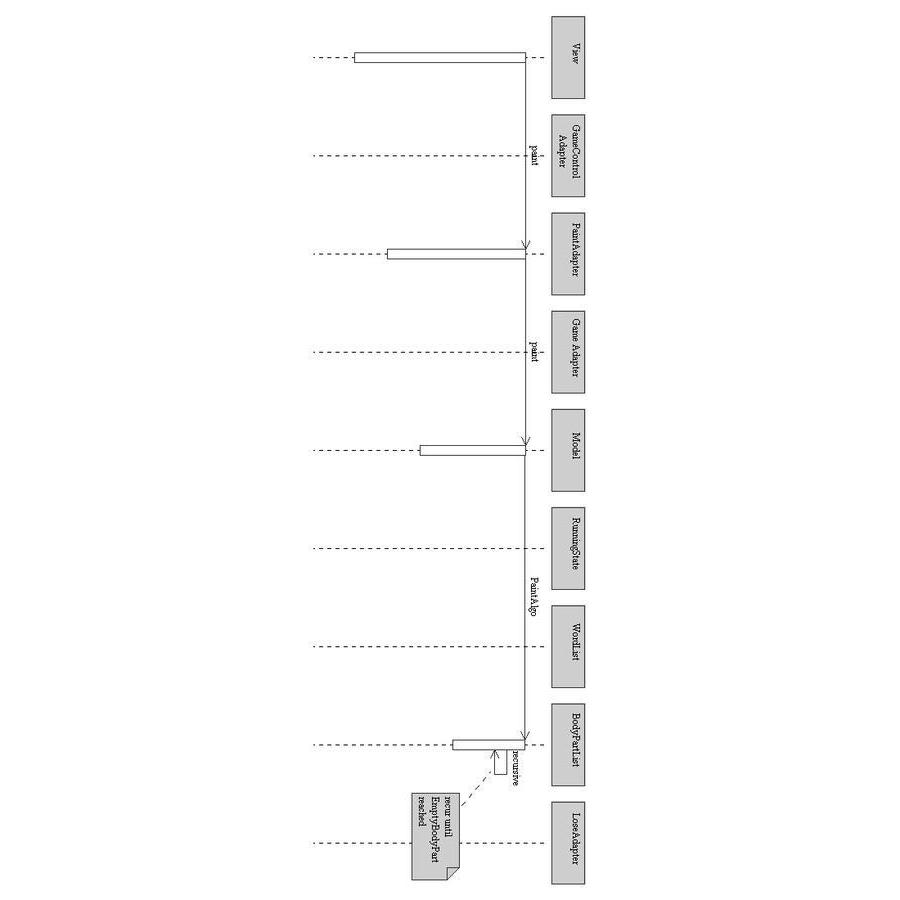 View
GameControl
Adapter
PaintAdapter
Game Adapter
Model
RunningState
WordList
BodyPartList
LoseAdapter
paint
paint
PaintAlgo
recursive
recur until
EmptyBodyPart
reached